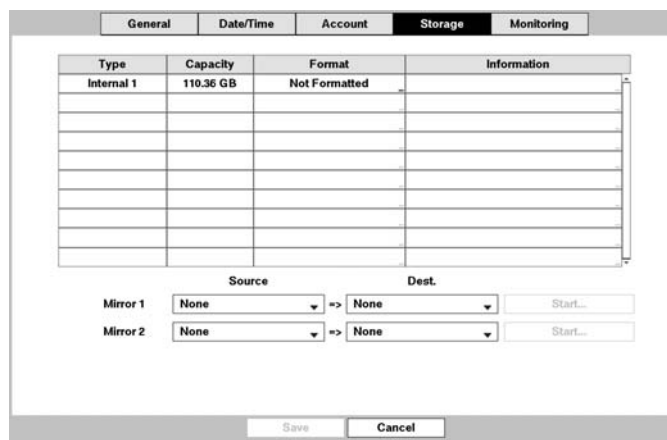 General Date/Time Account Storage Monitoring
Type Capacity Format Information
Internal 1 110.36 GB Not Formatted ...
Source Dest.
Mirror 1 None => None Start...
Mirror 2 None => None Start...
Save Cancel